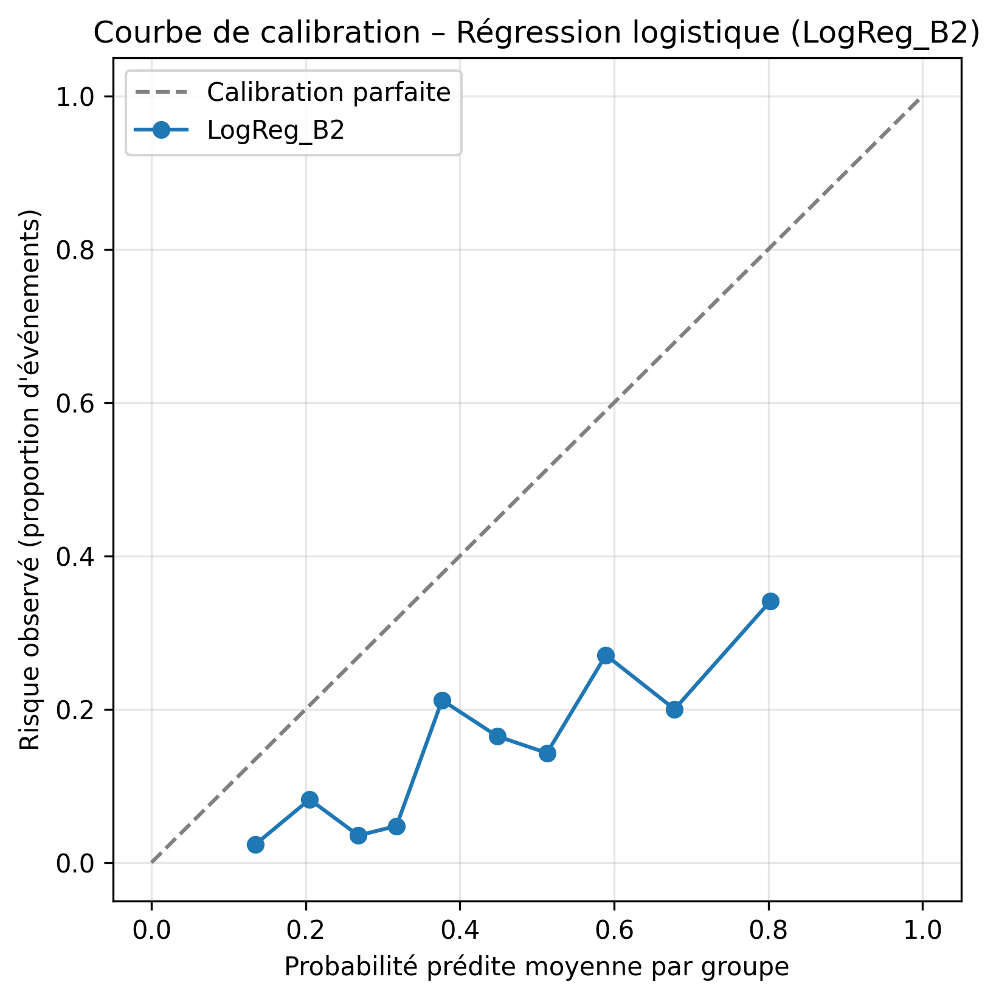 Courbe de calibration – Régression logistique (LogReg_B2)
Calibration parfaite
LogReg_B2
Risque observé (proportion d'événements)
1.0
0.8
0.6
0.4
0.2
0.0
0.0 0.2 0.4 0.6 0.8 1.0
Probabilité prédite moyenne par groupe